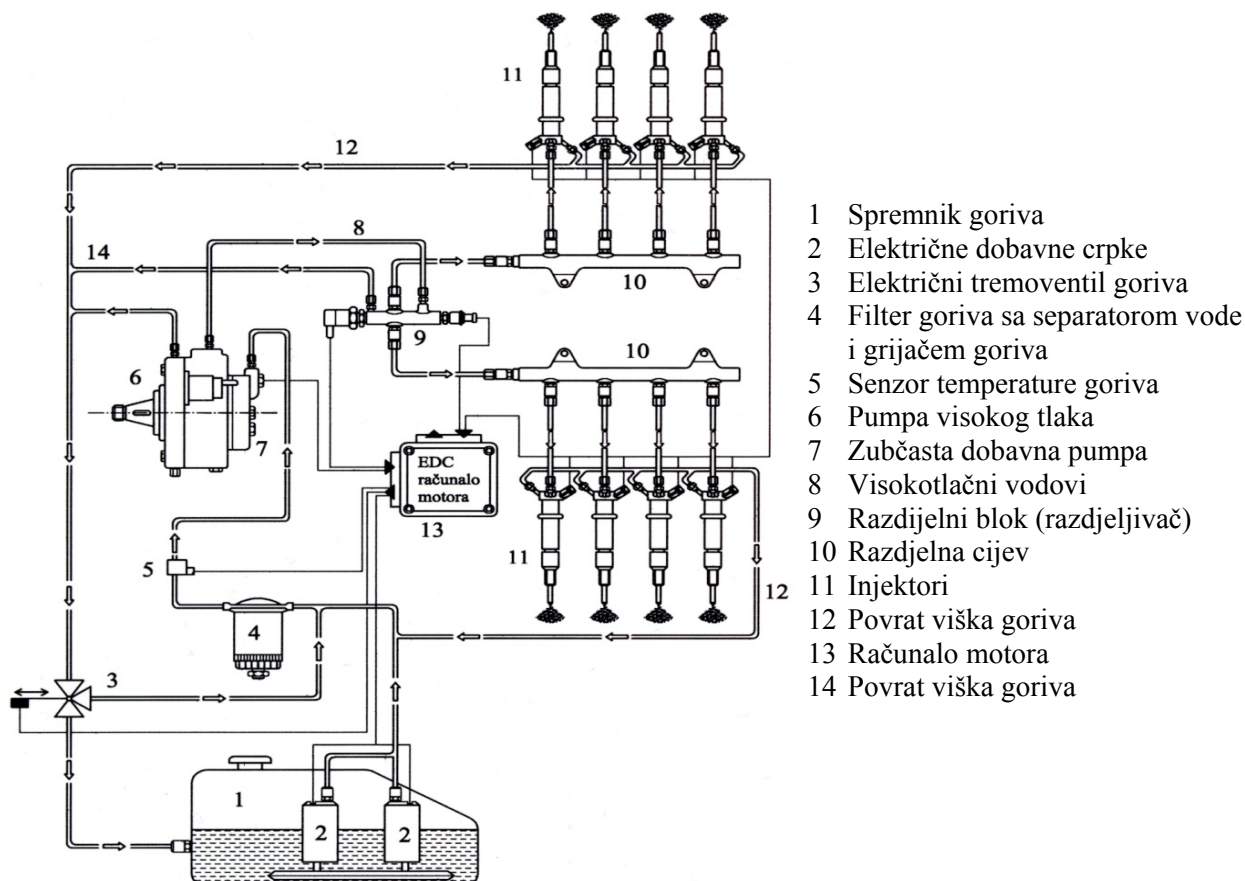 11
12
8
14
10
9
10
6
7
EDC
računalo
motora
13
5
11
12
4
3
1
2
2
1 Spremnik goriva
2 Električne dobavne crpke
3 Električni tremoventil goriva
4 Filter goriva sa separatorom vode
i grijačem goriva
5 Senzor temperature goriva
6 Pumpa visokog tlaka
7 Zubčasta dobavna pumpa
8 Visokotlačni vodovi
9 Razdijelni blok (razdjeljivač)
10 Razdjelna cijev
11 Injektori
12 Povrat viška goriva
13 Računalo motora
14 Povrat viška goriva